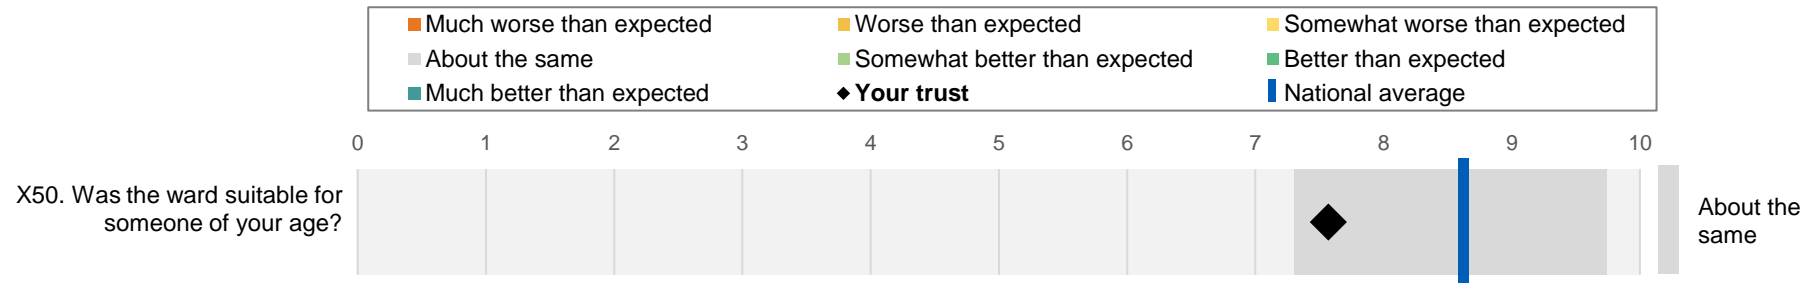 Much worse than expected
Worse than expected
Somewhat worse than expected
About the same
Somewhat better than expected
Better than expected
Much better than expected
Your trust
National average
0 1 2 3 4 5 6 7 8 9 10
X50. Was the ward suitable for
someone of your age?
About the
same